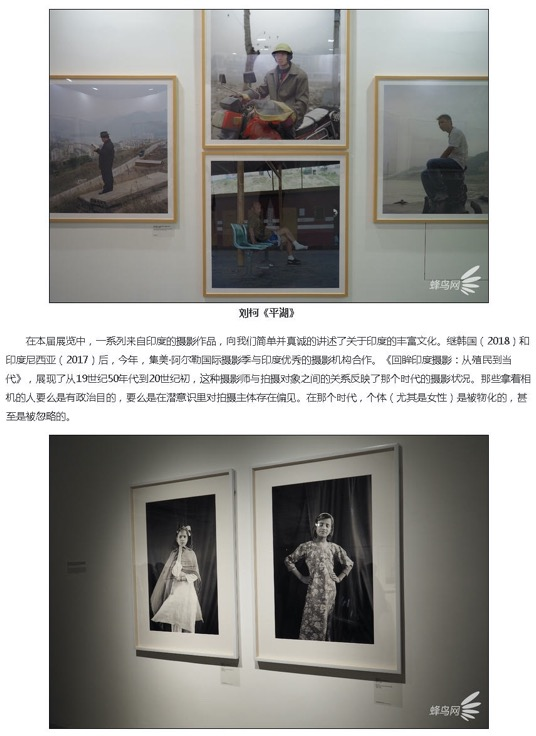 蜂鸟网
刘柯《平湖》
在本届展览中，一系列来自印度的摄影作品，向我们简单并真诚的讲述了关于印度的丰富文化。继韩国（2018）和
印度尼西亚（2017）后，今年，集美·阿尔勒国际摄影季与印度优秀的摄影机构合作。《回眸印度摄影：从殖民到当
代》，展现了从19世纪50年代到20世纪初，这种摄影师与拍摄对象之间的关系反映了那个时代的摄影状况。那些拿着相
机的人要么是有政治目的，要么是在潜意识里对拍摄主体存在偏见。在那个时代，个体（尤其是女性）是被物化的，甚
至是被忽略的。
蜂鸟网